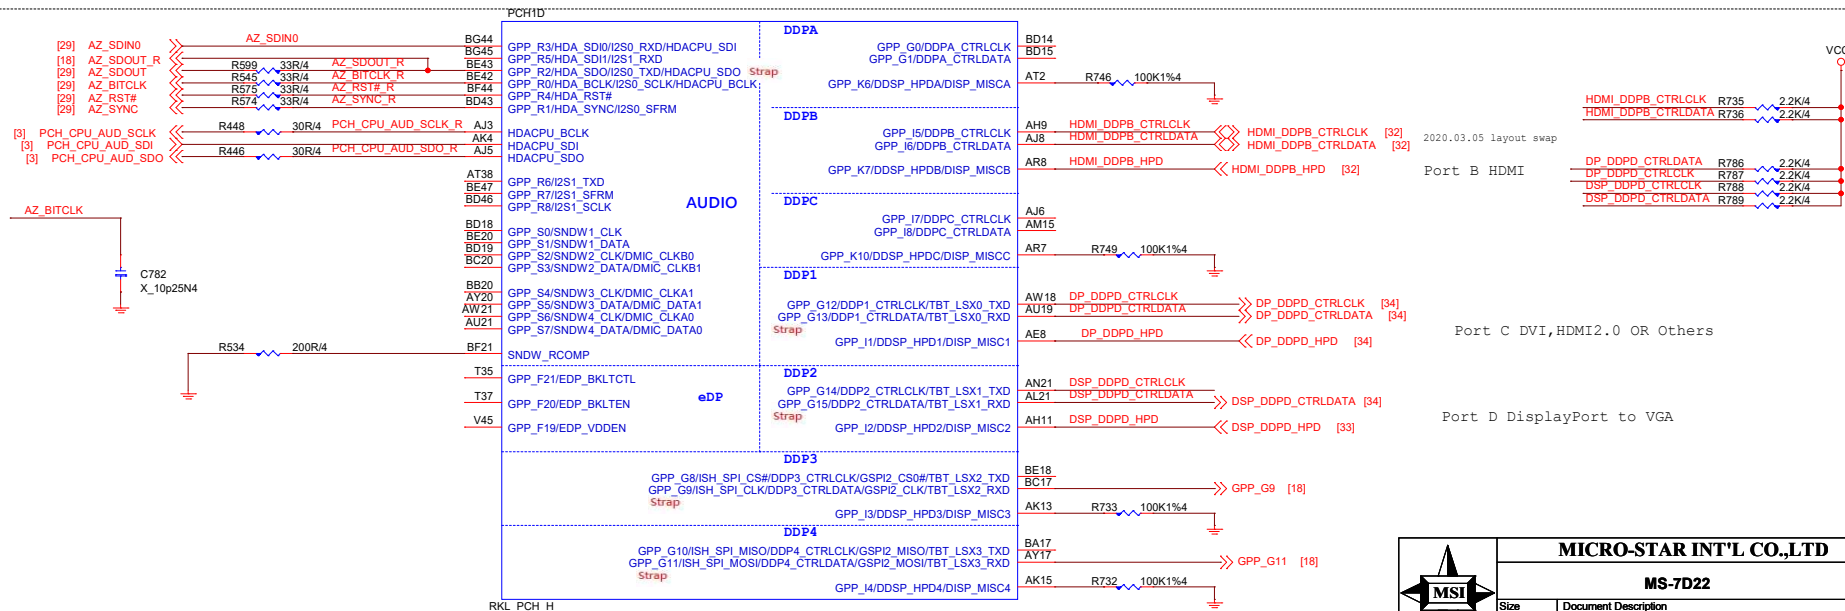 PCH1D
[29] AZ_SDIN0 AZ_SDIN0 BG44 GPP_R3/HDA_SDI0/I2S0_RXD/HDACPU_SDI
[18] AZ_SDOUT_R BG45 GPP_R5/HDA_SDI1/I2S1_RXD
[29] AZ_SDOUT R599 33R/4 AZ_SDOUT_R BE43 GPP_R2/HDA_SDO/I2S0_TXD/HDACPU_SDO Strap
[29] AZ_BITCLK R545 33R/4 AZ_BITCLK_R BE42 GPP_R0/HDA_BCLK/I2S0_SCLK/HDACPU_BCLK
[29] AZ_RST# R575 33R/4 AZ_RST#_R BF44 GPP_R4/HDA_RST#
[29] AZ_SYNC R574 33R/4 AZ_SYNC_R BD43 GPP_R1/HDA_SYNC/I2S0_SFRM
[3] PCH_CPU_AUD_SCLK R448 30R/4 PCH_CPU_AUD_SCLK_R AJ3 HDACPU_BCLK
[3] PCH_CPU_AUD_SDI AK4 HDACPU_SDI
[3] PCH_CPU_AUD_SDO R446 30R/4 PCH_CPU_AUD_SDO_R AJ5 HDACPU_SDO
AT38 GPP_R6/I2S1_TXD
BE47 GPP_R7/I2S1_SFRM
BD46 GPP_R8/I2S1_SCLK
AUDIO
BD18 GPP_S0/SNDW1_CLK
BE20 GPP_S1/SNDW1_DATA
BD19 GPP_S2/SNDW2_CLK/DMIC_CLKB0
BC20 GPP_S3/SNDW2_DATA/DMIC_CLKB1
BB20 GPP_S4/SNDW3_CLK/DMIC_CLKA1
AY20 GPP_S5/SNDW3_DATA/DMIC_DATA1
AW21 GPP_S6/SNDW4_CLK/DMIC_CLKA0
AU21 GPP_S7/SNDW4_DATA/DMIC_DATA0
AZ_BITCLK
C782
X_10p25N4
R534 200R/4 BF21 SNDW_RCOMP
T35 GPP_F21/EDP_BKLTCTL
T37 GPP_F20/EDP_BKLTEN
eDP
V45 GPP_F19/EDP_VDDEN
DDPA
GPP_G0/DDPA_CTRLCLK BD14
GPP_G1/DDPA_CTRLDATA BD15
GPP_K6/DDSP_HPDA/DISP_MISCA AT2 R746 100K1%4
DDPB
GPP_I5/DDPB_CTRLCLK AH9 HDMI_DDPB_CTRLCLK HDMI_DDPB_CTRLCLK [32]
GPP_I6/DDPB_CTRLDATA AJ8 HDMI_DDPB_CTRLDATA HDMI_DDPB_CTRLDATA [32]
GPP_K7/DDSP_HPDB/DISP_MISCB AR8 HDMI_DDPB_HPD HDMI_DDPB_HPD [32]
DDPC
GPP_I7/DDPC_CTRLCLK AJ6
GPP_I8/DDPC_CTRLDATA AM15
GPP_K10/DDSP_HPDC/DISP_MISCC AR7 R749 100K1%4
DDP1
GPP_G12/DDP1_CTRLCLK/TBT_LSX0_TXD AW18 DP_DDPD_CTRLCLK DP_DDPD_CTRLCLK [34]
GPP_G13/DDP1_CTRLDATA/TBT_LSX0_RXD AU19 DP_DDPD_CTRLDATA DP_DDPD_CTRLDATA [34]
Strap
GPP_I1/DDSP_HPD1/DISP_MISC1 AE8 DP_DDPD_HPD DP_DDPD_HPD [34]
DDP2
GPP_G14/DDP2_CTRLCLK/TBT_LSX1_TXD AN21 DSP_DDPD_CTRLCLK
GPP_G15/DDP2_CTRLDATA/TBT_LSX1_RXD AL21 DSP_DDPD_CTRLDATA DSP_DDPD_CTRLDATA [34]
Strap
GPP_I2/DDSP_HPD2/DISP_MISC2 AH11 DSP_DDPD_HPD DSP_DDPD_HPD [33]
DDP3
GPP_G8/ISH_SPI_CS#/DDP3_CTRLCLK/GSPI2_CS0#/TBT_LSX2_TXD BE18
GPP_G9/ISH_SPI_CLK/DDP3_CTRLDATA/GSPI2_CLK/TBT_LSX2_RXD BC17 GPP_G9 [18]
Strap
GPP_I3/DDSP_HPD3/DISP_MISC3 AK13 R733 100K1%4
DDP4
GPP_G10/ISH_SPI_MISO/DDP4_CTRLCLK/GSPI2_MISO/TBT_LSX3_TXD BA17
GPP_G11/ISH_SPI_MOSI/DDP4_CTRLDATA/GSPI2_MOSI/TBT_LSX3_RXD AY17 GPP_G11 [18]
Strap
GPP_I4/DDSP_HPD4/DISP_MISC4 AK15 R732 100K1%4
RKL_PCH_H
VCC
HDMI_DDPB_CTRLCLK R735 2.2K/4
HDMI_DDPB_CTRLDATA R736 2.2K/4
2020.03.05 layout swap
Port B HDMI
DP_DDPD_CTRLDATA R786 2.2K/4
DP_DDPD_CTRLCLK R787 2.2K/4
DSP_DDPD_CTRLCLK R788 2.2K/4
DSP_DDPD_CTRLDATA R789 2.2K/4
Port C DVI,HDMI2.0 OR Others
Port D DisplayPort to VGA
MSI
MICRO-STAR INT'L CO.,LTD
MS-7D22
Size Document Description